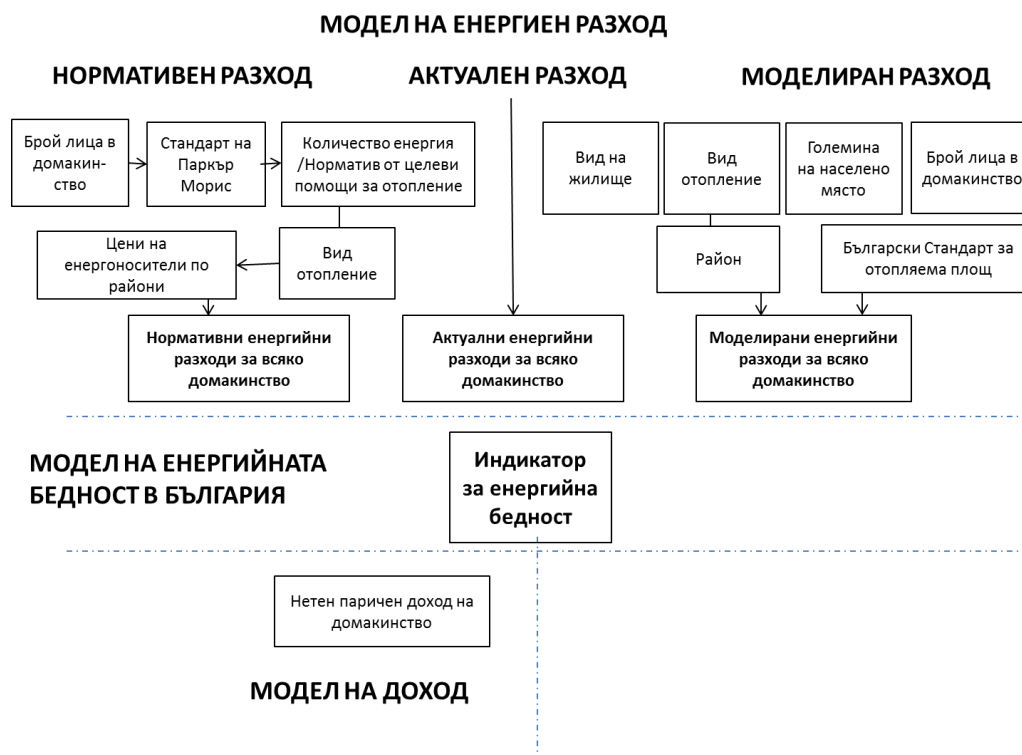 МОДЕЛ НА ЕНЕРГИЕН РАЗХОД
НОРМАТИВЕН РАЗХОД
АКТУАЛЕН РАЗХОД
МОДЕЛИРАН РАЗХОД
Брой лица в
домакин-
ство
Стандарт на
Паркър
Морис
Количество енергия
/Норматив от целеви
помощи за отопление
Вид на
жилище
Вид
отопление
Големина
на населено
място
Брой лица в
домакинство
Цени на
енергоносители по
райони
Вид
отопление
Район
Български Стандарт за
отопляема площ
Нормативни енергийни
разходи за всяко
домакинство
Актуални енергийни
разходи за всяко
домакинство
Моделирани енергийни
разходи за всяко
домакинство
МОДЕЛ НА ЕНЕРГИЙНАТА
БЕДНОСТ В БЪЛГАРИЯ
Индикатор
за енергийна
бедност
Нетен паричен доход на
домакинство
МОДЕЛ НА ДОХОД